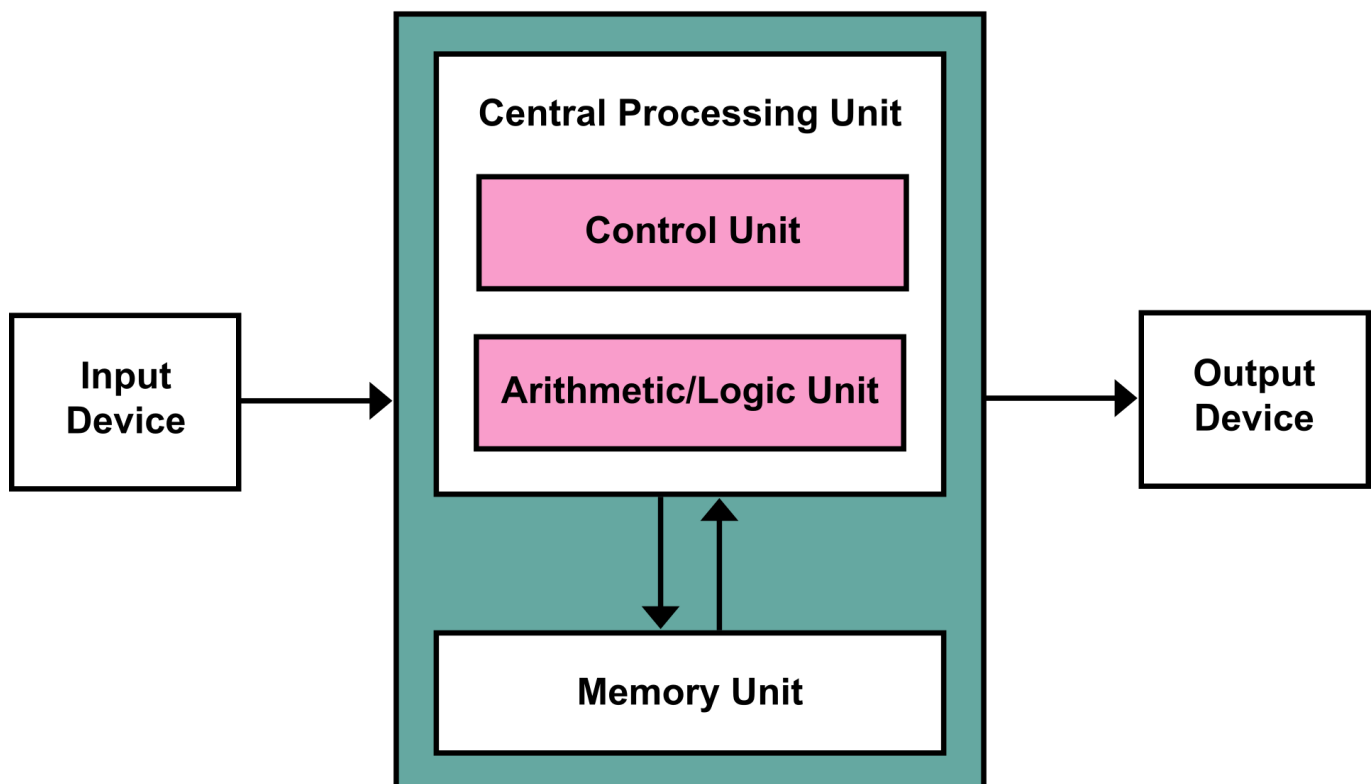 Central Processing Unit
Control Unit
Arithmetic/Logic Unit
Input
Device
Output
Device
Memory Unit